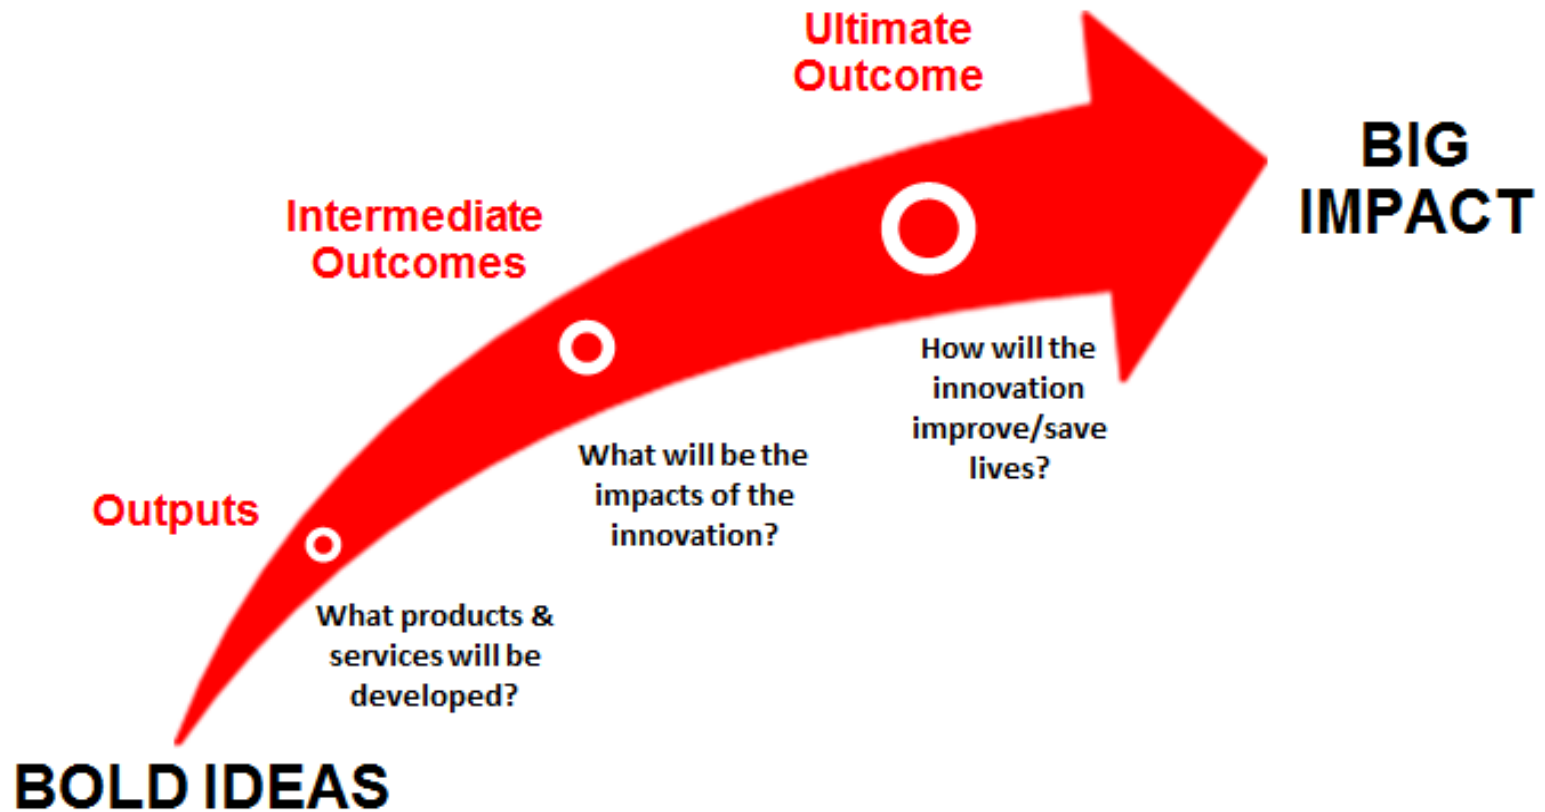 Ultimate
Outcome
BIG
IMPACT
Intermediate
Outcomes
How will the
innovation
improve/save
lives?
What will be the
impacts of the
innovation?
Outputs
What products &
services will be
developed?
BOLD IDEAS